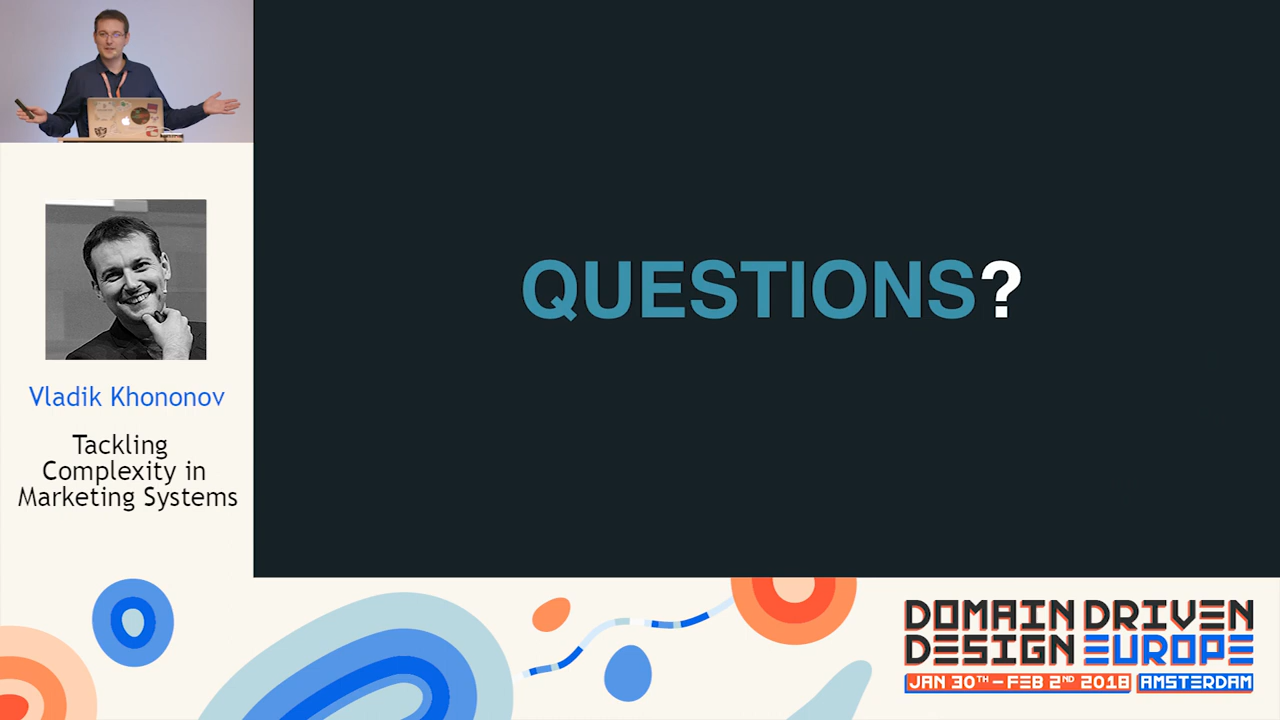 QUESTIONS?
Vladik Khononov
Tackling
Complexity in
Marketing Systems
DOMAIN DRIVEN
DESIGN EUROPE
JAN 30TH - FEB 2ND 2018 AMSTERDAM